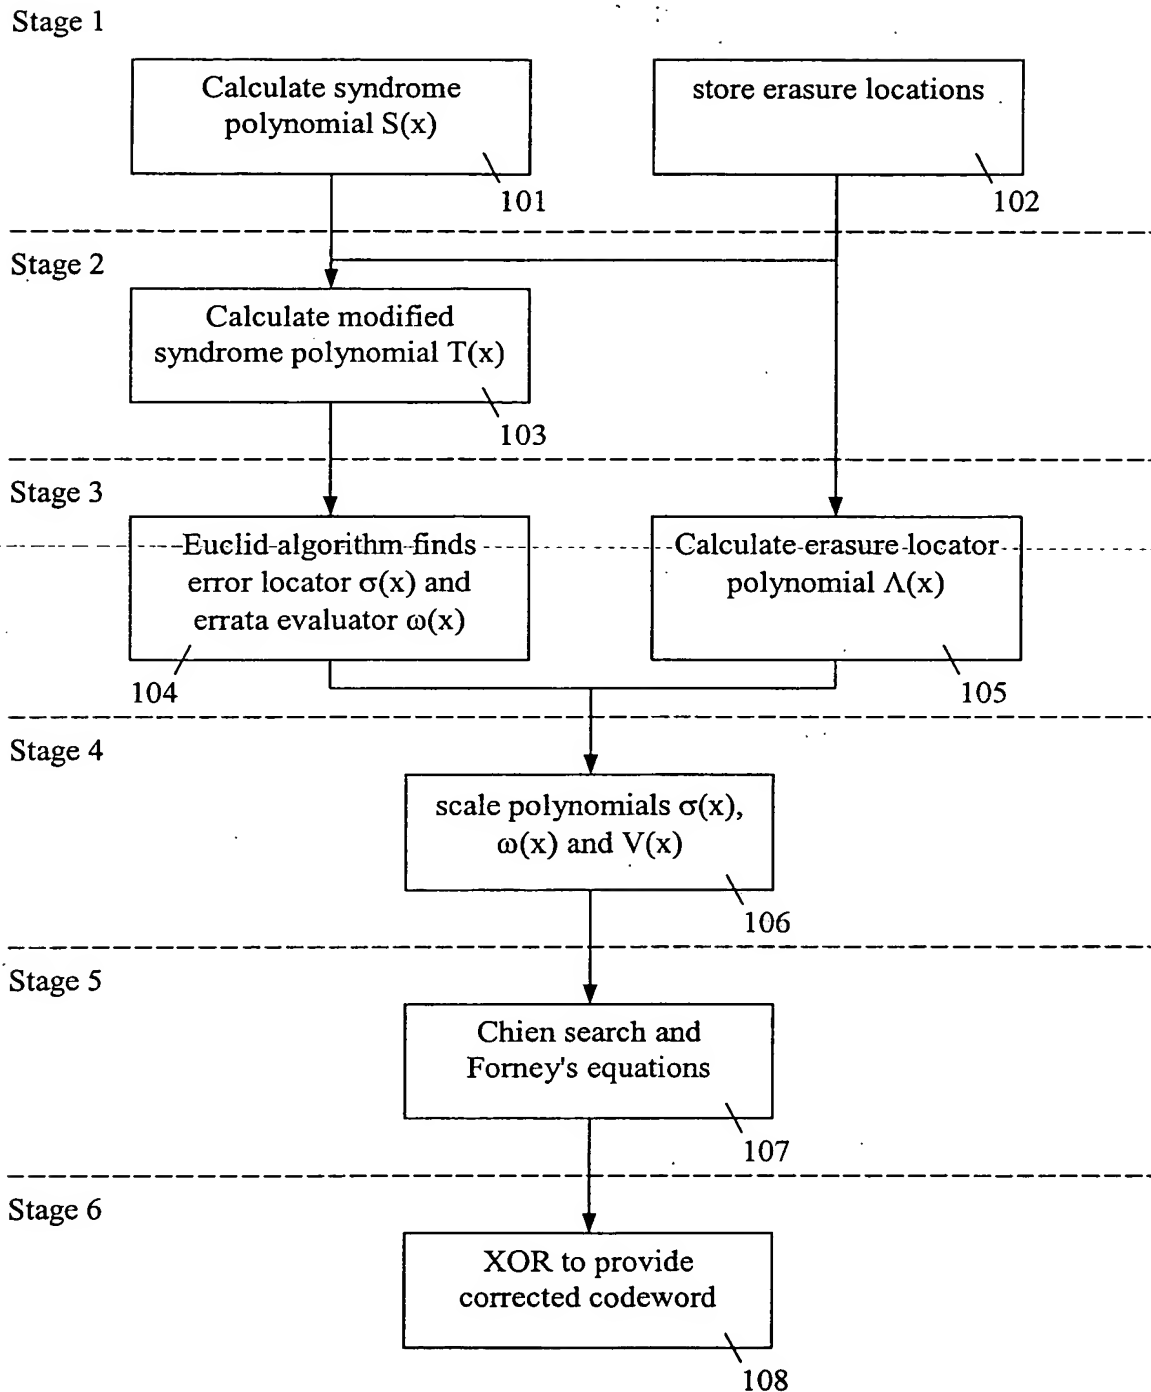 Stage 1
Calculate syndrome
polynomial S(x)
101
store erasure locations
102
Stage 2
Calculate modified
syndrome polynomial T(x)
103
Stage 3
Euclid algorithm finds
error locator σ(x) and
errata evaluator ω(x)
104
Calculate erasure locator
polynomial Λ(x)
105
Stage 4
scale polynomials σ(x),
ω(x) and V(x)
106
Stage 5
Chien search and
Forney's equations
107
Stage 6
XOR to provide
corrected codeword
108